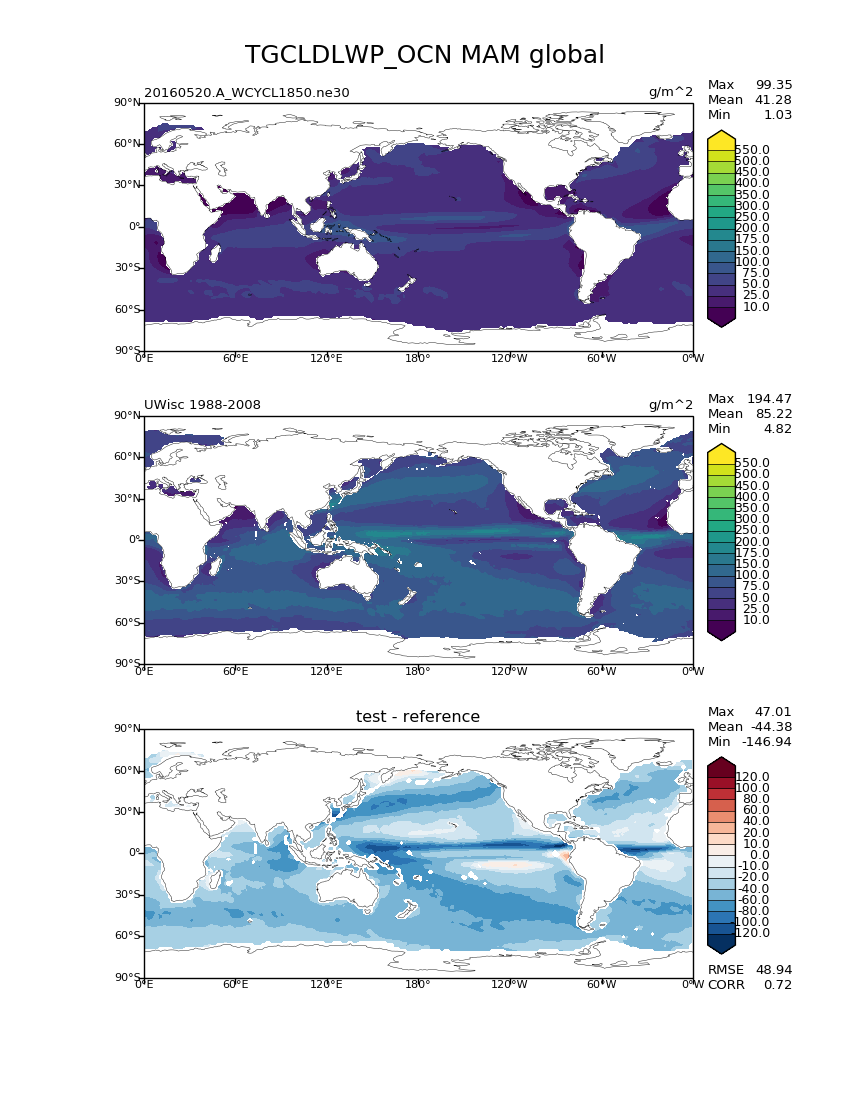 TGCLDLWP_OCN MAM global
20160520.A_WCYCL1850.ne30
g/m^2
Max 99.35
Mean 41.28
Min 1.03
90°N
60°N
30°N
0°
30°S
60°S
90°S
0°E 60°E 120°E 180° 120°W 60°W 0°W
550.0
500.0
450.0
400.0
350.0
300.0
250.0
200.0
175.0
150.0
100.0
75.0
50.0
25.0
10.0
UWisc 1988-2008
g/m^2
Max 194.47
Mean 85.22
Min 4.82
90°N
60°N
30°N
0°
30°S
60°S
90°S
0°E 60°E 120°E 180° 120°W 60°W 0°W
550.0
500.0
450.0
400.0
350.0
300.0
250.0
200.0
175.0
150.0
100.0
75.0
50.0
25.0
10.0
test - reference
Max 47.01
Mean -44.38
Min -146.94
90°N
60°N
30°N
0°
30°S
60°S
90°S
0°E 60°E 120°E 180° 120°W 60°W 0°W
120.0
100.0
80.0
60.0
40.0
20.0
10.0
0.0
-10.0
-20.0
-40.0
-60.0
-80.0
-100.0
-120.0
RMSE 48.94
CORR 0.72